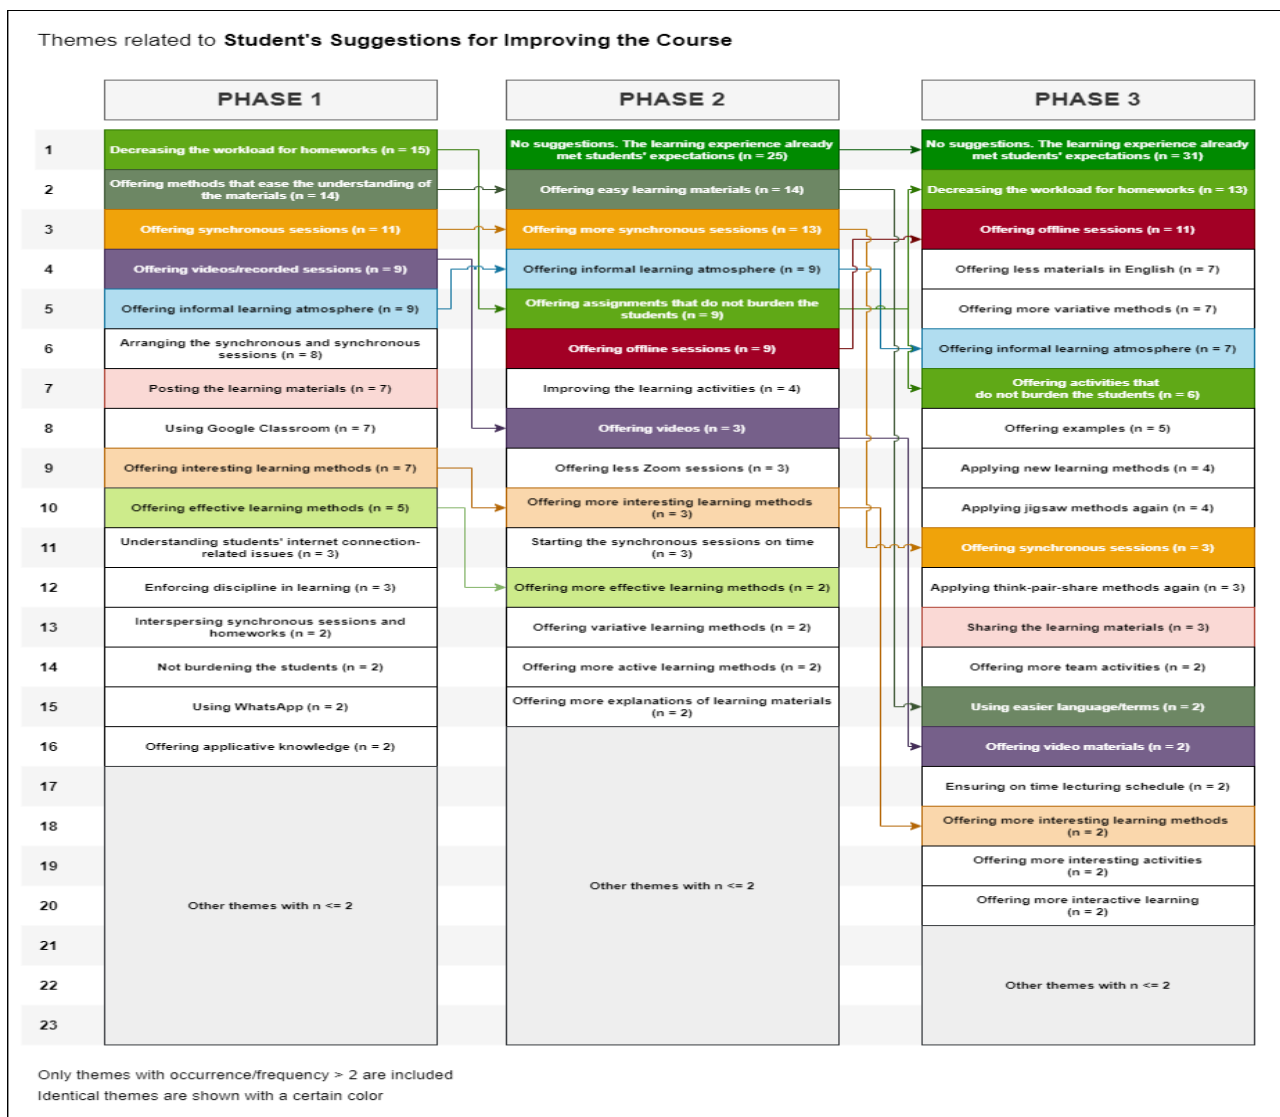 Themes related to Student's Suggestions for Improving the Course
PHASE 1
PHASE 2
PHASE 3
1
Decreasing the workload for homeworks (n = 15)
No suggestions. The learning experience already
met students' expectations (n = 25)
No suggestions. The learning experience already
met students' expectations (n = 31)
2
Offering methods that ease the understanding of
the materials (n = 14)
Offering easy learning materials (n = 14)
Decreasing the workload for homeworks (n = 13)
3
Offering synchronous sessions (n = 11)
Offering more synchronous sessions (n = 13)
Offering offline sessions (n = 11)
4
Offering videos/recorded sessions (n = 9)
Offering informal learning atmosphere (n = 9)
Offering less materials in English (n = 7)
5
Offering informal learning atmosphere (n = 9)
Offering assignments that do not burden the
students (n = 9)
Offering more variative methods (n = 7)
6
Arranging the synchronous and synchronous
sessions (n = 8)
Offering offline sessions (n = 9)
Offering informal learning atmosphere (n = 7)
7
Posting the learning materials (n = 7)
Improving the learning activities (n = 4)
Offering activities that
do not burden the students (n = 6)
8
Using Google Classroom (n = 7)
Offering videos (n = 3)
Offering examples (n = 5)
9
Offering interesting learning methods (n = 7)
Offering less Zoom sessions (n = 3)
Applying new learning methods (n = 4)
10
Offering effective learning methods (n = 5)
Offering more interesting learning methods
(n = 3)
Applying jigsaw methods again (n = 4)
11
Understanding students' internet connection-
related issues (n = 3)
Starting the synchronous sessions on time
(n = 3)
Offering synchronous sessions (n = 3)
12
Enforcing discipline in learning (n = 3)
Offering more effective learning methods (n = 2)
Applying think-pair-share methods again (n = 3)
13
Interspersing synchronous sessions and
homeworks (n = 2)
Offering variative learning methods (n = 2)
Sharing the learning materials (n = 3)
14
Not burdening the students (n = 2)
Offering more active learning methods (n = 2)
Offering more team activities (n = 2)
15
Using WhatsApp (n = 2)
Offering more explanations of learning materials
(n = 2)
Using easier language/terms (n = 2)
16
Offering applicative knowledge (n = 2)
Offering video materials (n = 2)
17
Ensuring on time lecturing schedule (n = 2)
18
Offering more interesting learning methods
(n = 2)
19
Offering more interesting activities
(n = 2)
20
Other themes with n <= 2
Other themes with n <= 2
Offering more interactive learning
(n = 2)
21
22
Other themes with n <= 2
23
Only themes with occurrence/frequency > 2 are included
Identical themes are shown with a certain color